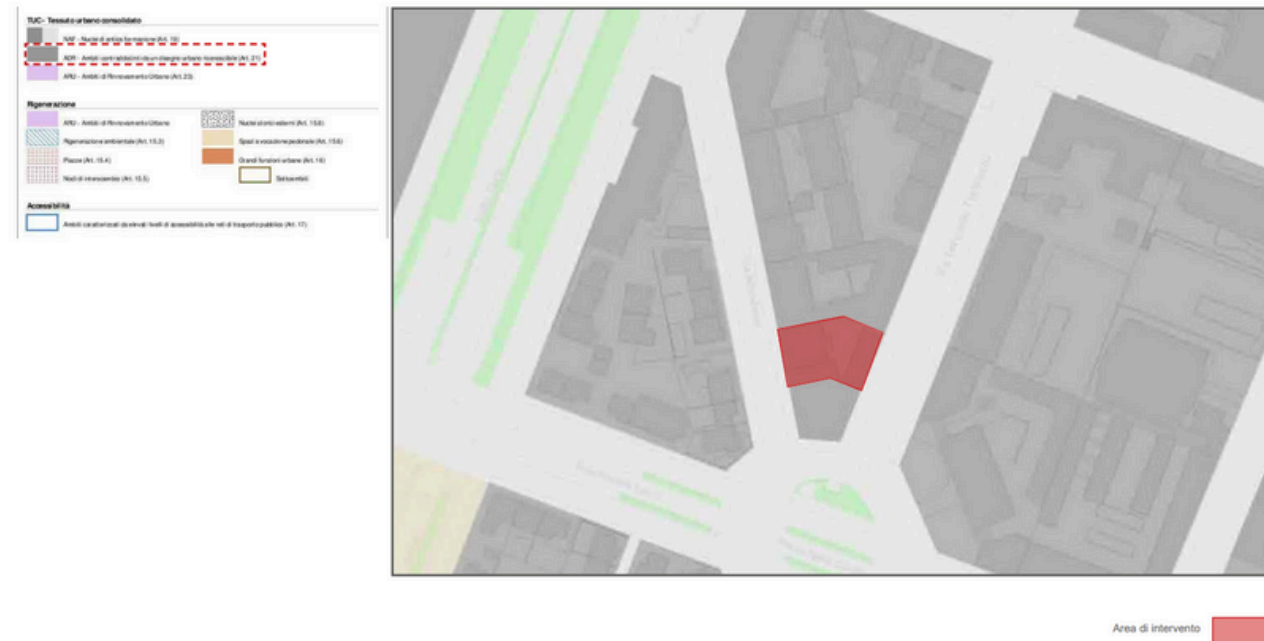 TUC - Tessuto urbano consolidato
NAF - Nuclei di antica formazione (Art. 19)
ADR - Ambiti contraddistinti da un disegno urbano riconoscibile (Art. 21)
ARU - Ambiti di Rinnovamento Urbano (Art. 23)
Rigenerazione
ARU - Ambiti di Rinnovamento Urbano
Nuclei storici esterni (Art. 15.6)
Rigenerazione ambientale (Art. 15.3)
Spazi a vocazione pedonale (Art. 15.6)
Piazze (Art. 15.4)
Grandi funzioni urbane (Art. 16)
Nodi di interscambio (Art. 15.5)
Accessibilità
Ambiti caratterizzati da elevati livelli di accessibilità alle reti di trasporto pubblico (Art. 17)
Area di intervento